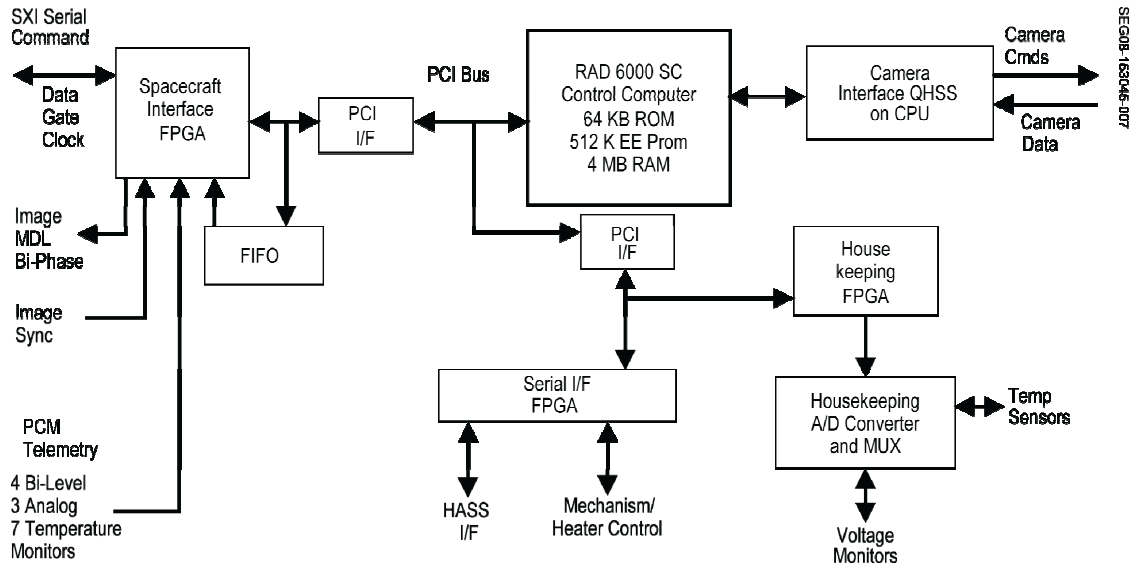 SXI Serial
Command
Data
Gate
Clock
Spacecraft
Interface
FPGA
PCI
I/F
PCI Bus
RAD 6000 SC
Control Computer
64 KB ROM
512 K EE Prom
4 MB RAM
Camera
Interface QHSS
on CPU
Camera
Cmds
Camera
Data
SEG08-153045-007
Image
MDL
Bi-Phase
FIFO
PCI
I/F
House
keeping
FPGA
Image
Sync
Serial I/F
FPGA
Housekeeping
A/D Converter
and MUX
Temp
Sensors
PCM
Telemetry
4 Bi-Level
3 Analog
7 Temperature
Monitors
HASS
I/F
Mechanism/
Heater Control
Voltage
Monitors